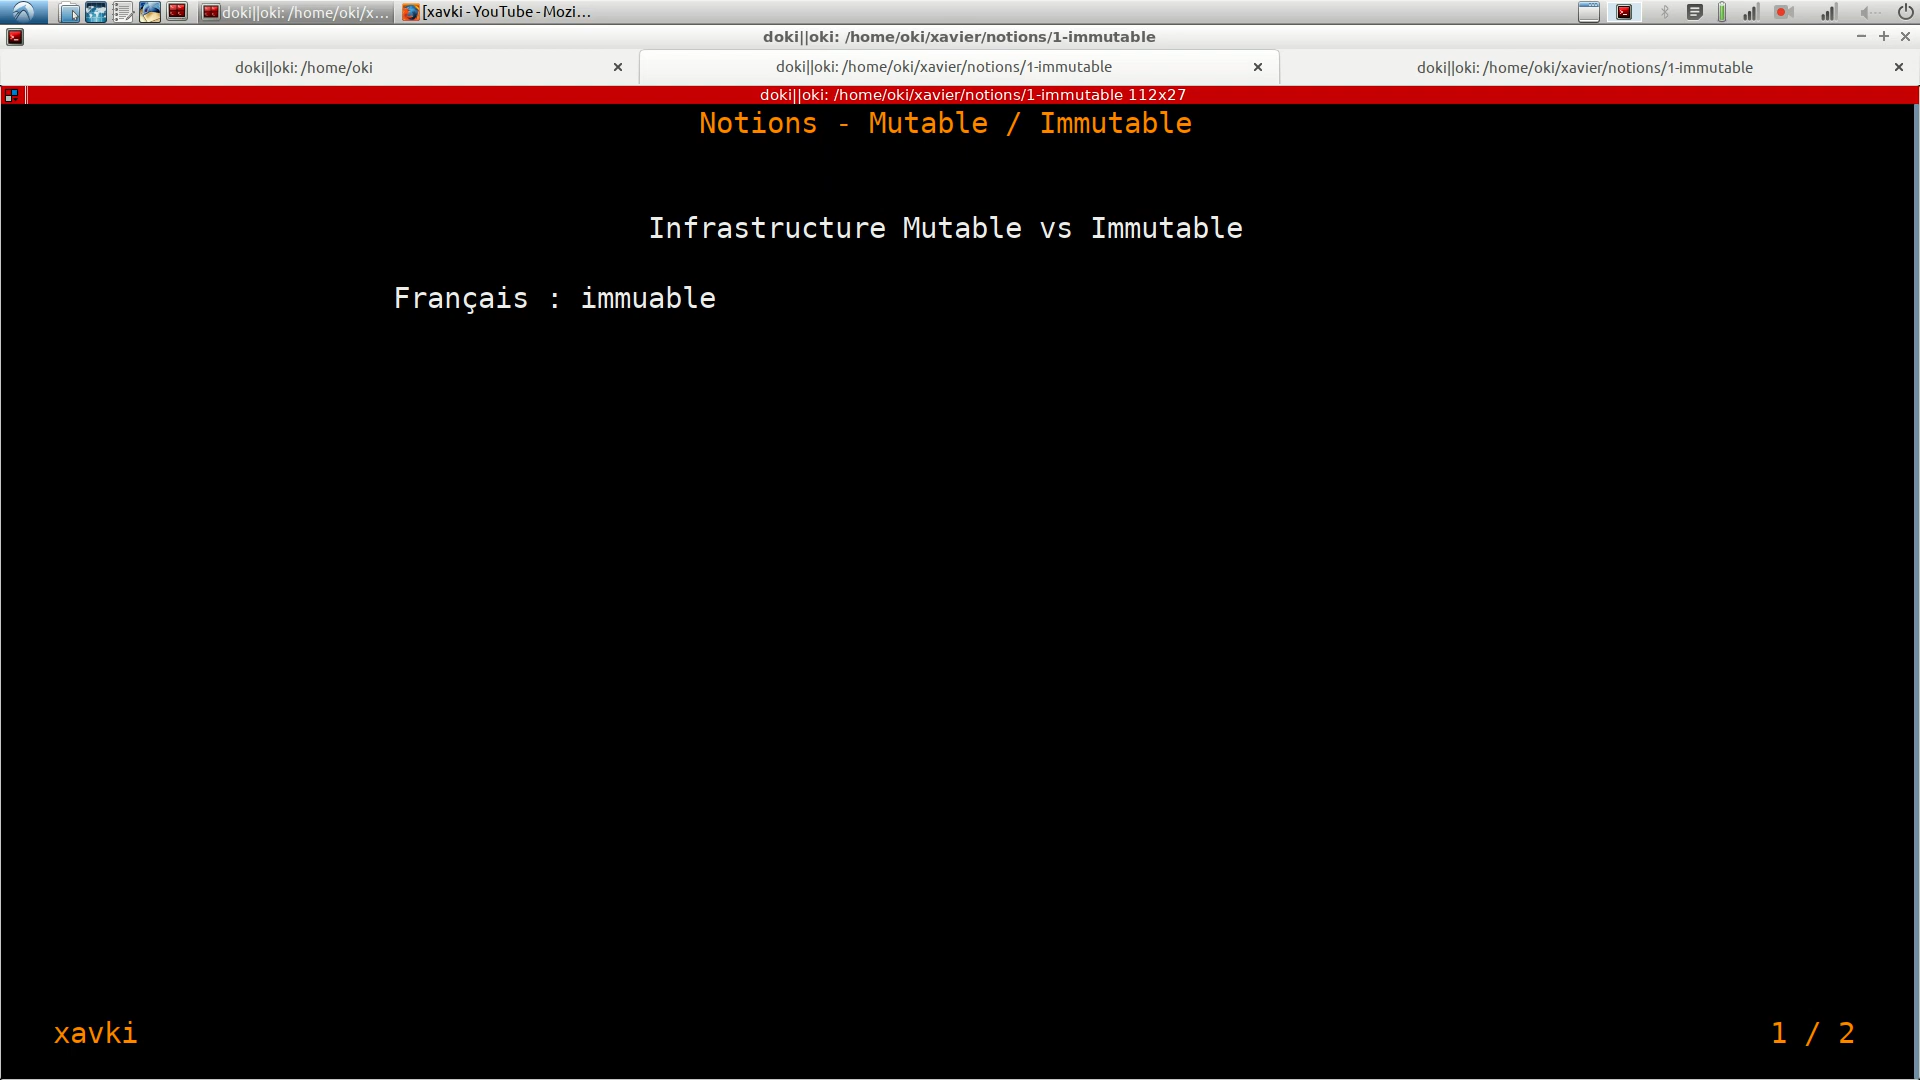 doki||oki: /home/oki/x...
[xavki - YouTube - Mozi...
doki||oki: /home/oki/xavier/notions/1-immutable
doki||oki: /home/oki
doki||oki: /home/oki/xavier/notions/1-immutable
doki||oki: /home/oki/xavier/notions/1-immutable
doki||oki: /home/oki/xavier/notions/1-immutable 112x27
Notions - Mutable / Immutable
Infrastructure Mutable vs Immutable
Français : immuable
xavki
1 / 2